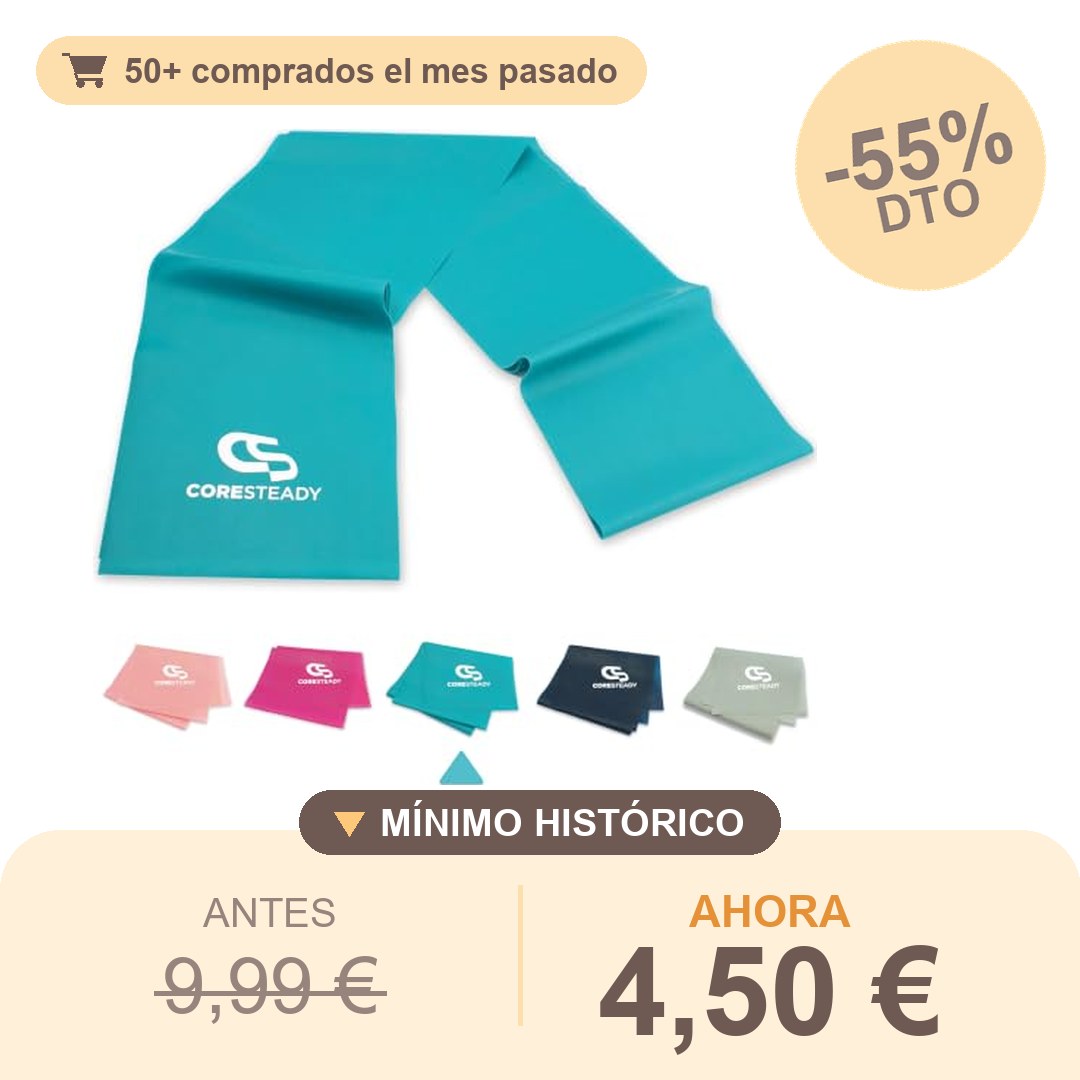 50+ comprados el mes pasado
-55%
DTO
CORESTEADY
CORESTEADY
CORESTEADY
CORESTEADY
CORESTEADY
CORESTEADY
MÍNIMO HISTÓRICO
ANTES
9,99 €
AHORA
4,50 €